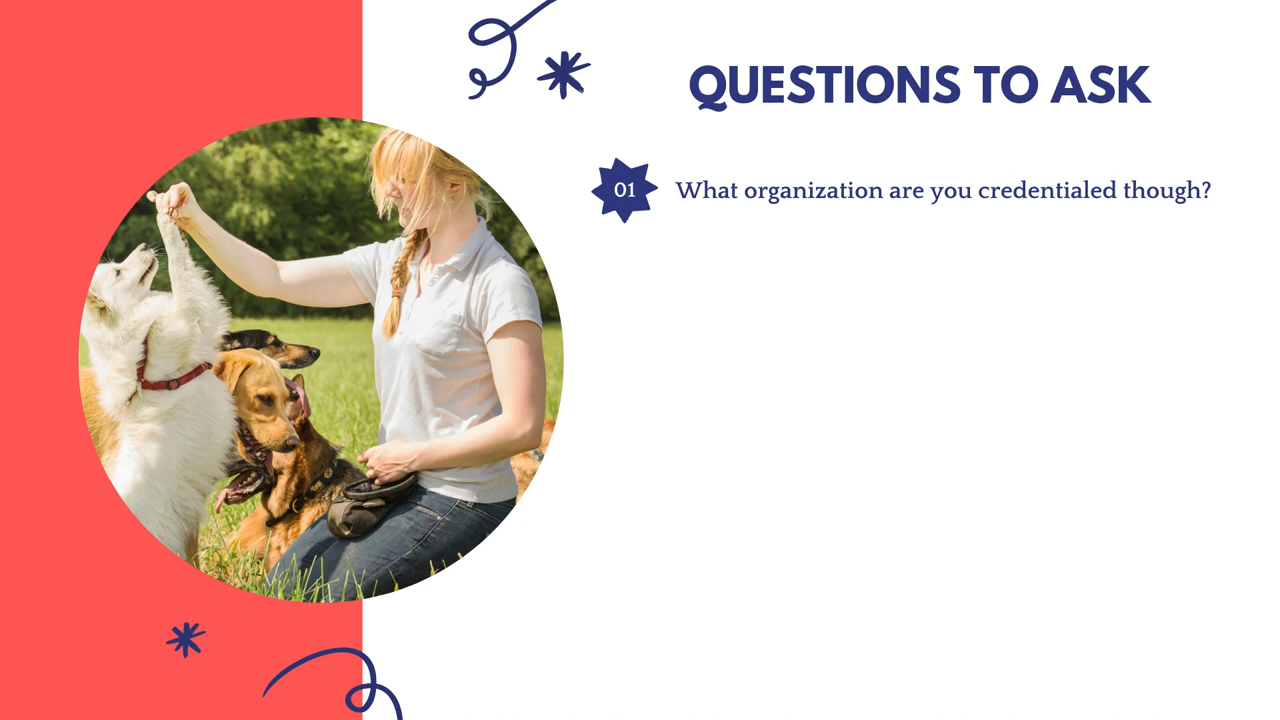 QUESTIONS TO ASK
01 What organization are you credentialed though?